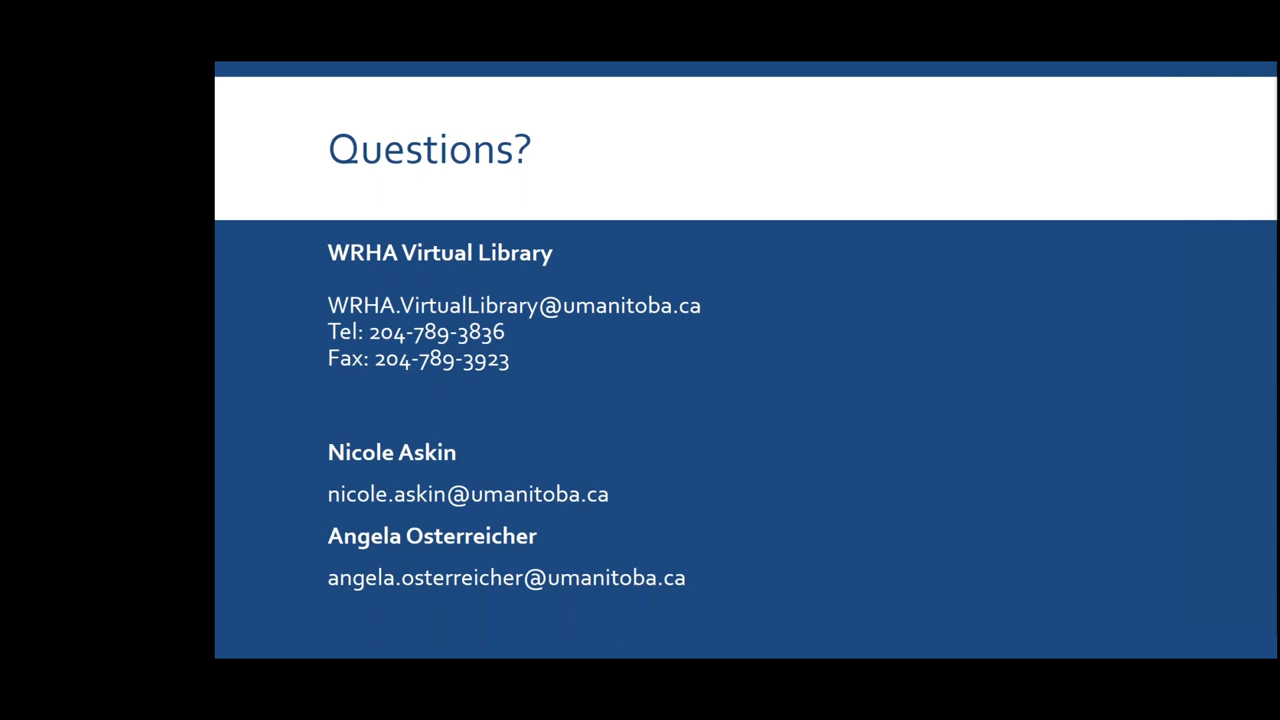 Questions?
WRHA Virtual Library
WRHA.VirtualLibrary@umanitoba.ca
Tel: 204-789-3836
Fax: 204-789-3923
Nicole Askin
nicole.askin@umanitoba.ca
Angela Osterreicher
angela.osterreicher@umanitoba.ca